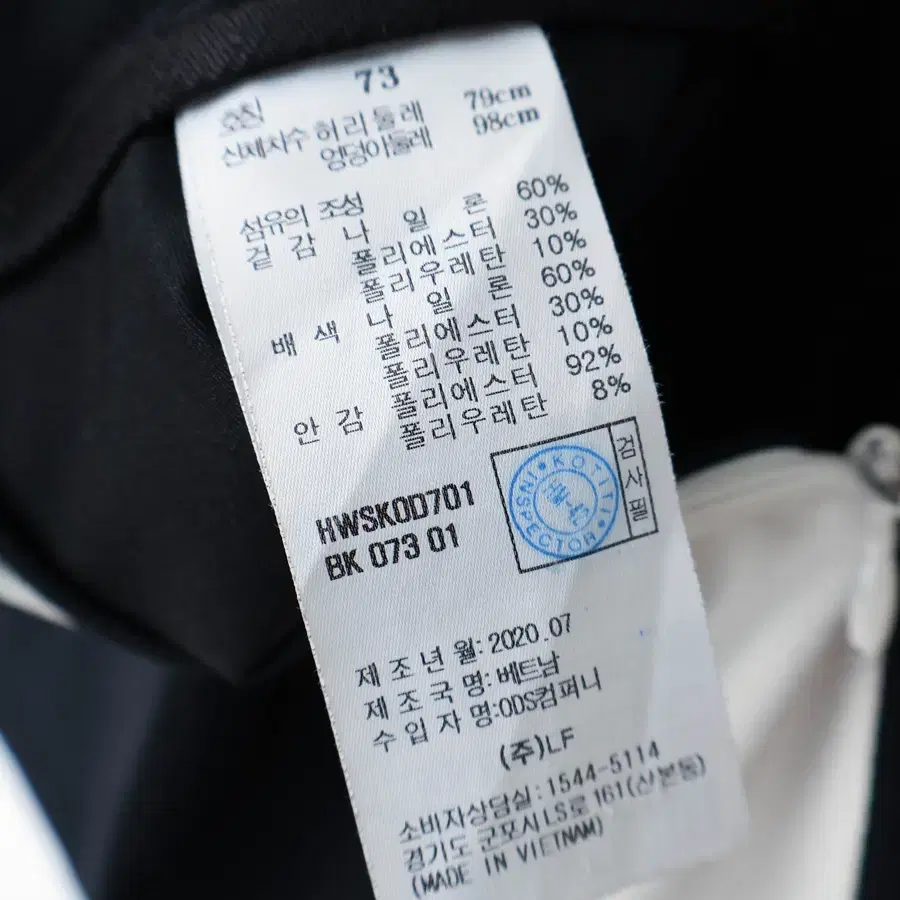 호칭 73
신체치수 허리둘레 79cm
엉덩이둘레 98cm
섬유의 조성
겉 감 나 일 론 60%
폴리에스터 30%
폴리우레탄 10%
배 색 나 일 론 60%
폴리에스터 30%
폴리우레탄 10%
안 감 폴리에스터 92%
폴리우레탄 8%
HWSK0D701
BK 073 01
KOTITI
INSPECTOR
검사필
제 조 년 월: 2020.07
제 조 국 명: 베트남
수 입 자 명:ODS컴퍼니
(주)LF
소비자상담실:1544-5114
경기도 군포시 LS로 161(산본동)
(MADE IN VIETNAM)